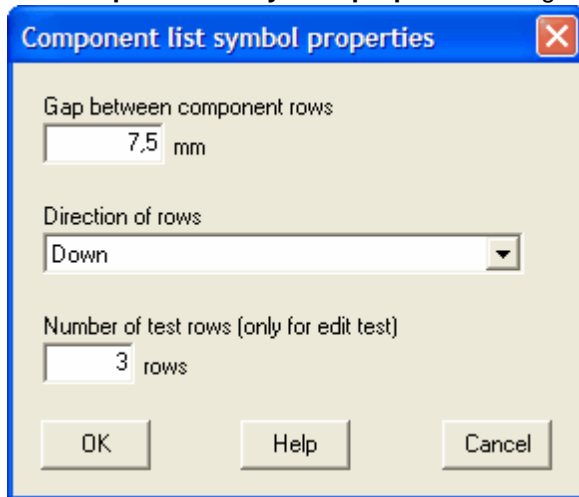 Component list symbol properties
Gap between component rows
7,5 mm
Direction of rows
Down
Number of test rows (only for edit test)
3 rows
OK Help Cancel